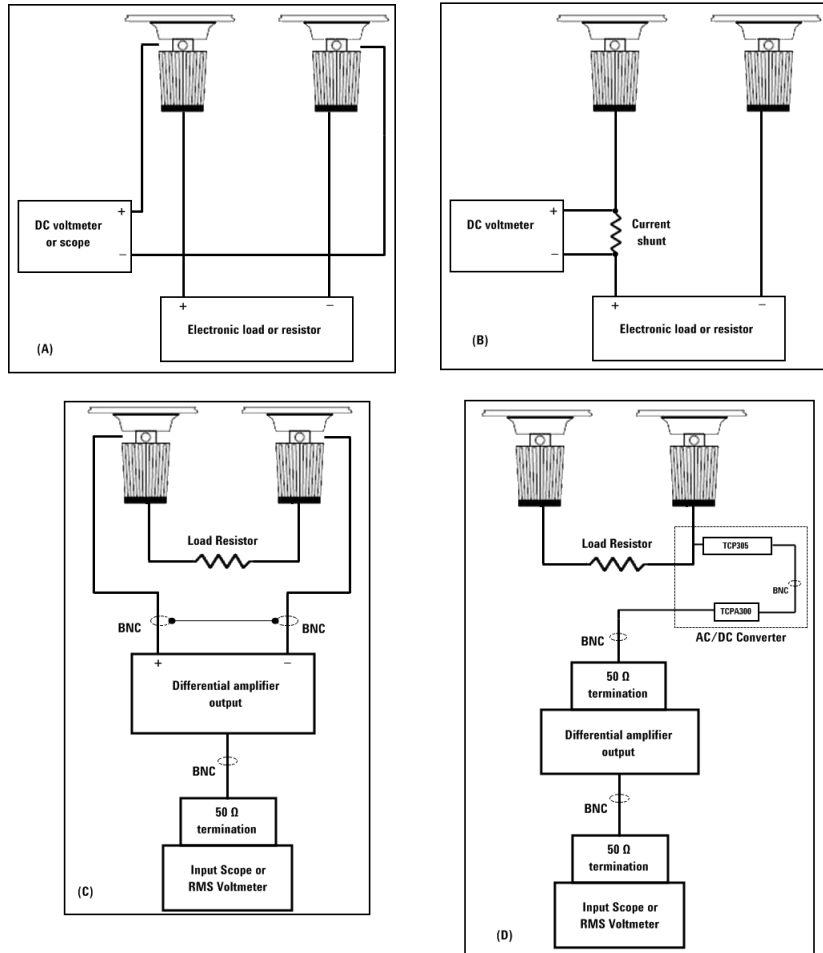 +
DC voltmeter
or scope
−
+ −
Electronic load or resistor
(A)
+
DC voltmeter
−
Current
shunt
+ −
Electronic load or resistor
(B)
Load Resistor
BNC BNC
+ −
Differential amplifier
output
BNC
50 Ω
termination
Input Scope or
RMS Voltmeter
(C)
Load Resistor
TCP305
BNC
TCPA300
AC/DC Converter
BNC
50 Ω
termination
Differential amplifier
output
BNC
50 Ω
termination
Input Scope or
RMS Voltmeter
(D)